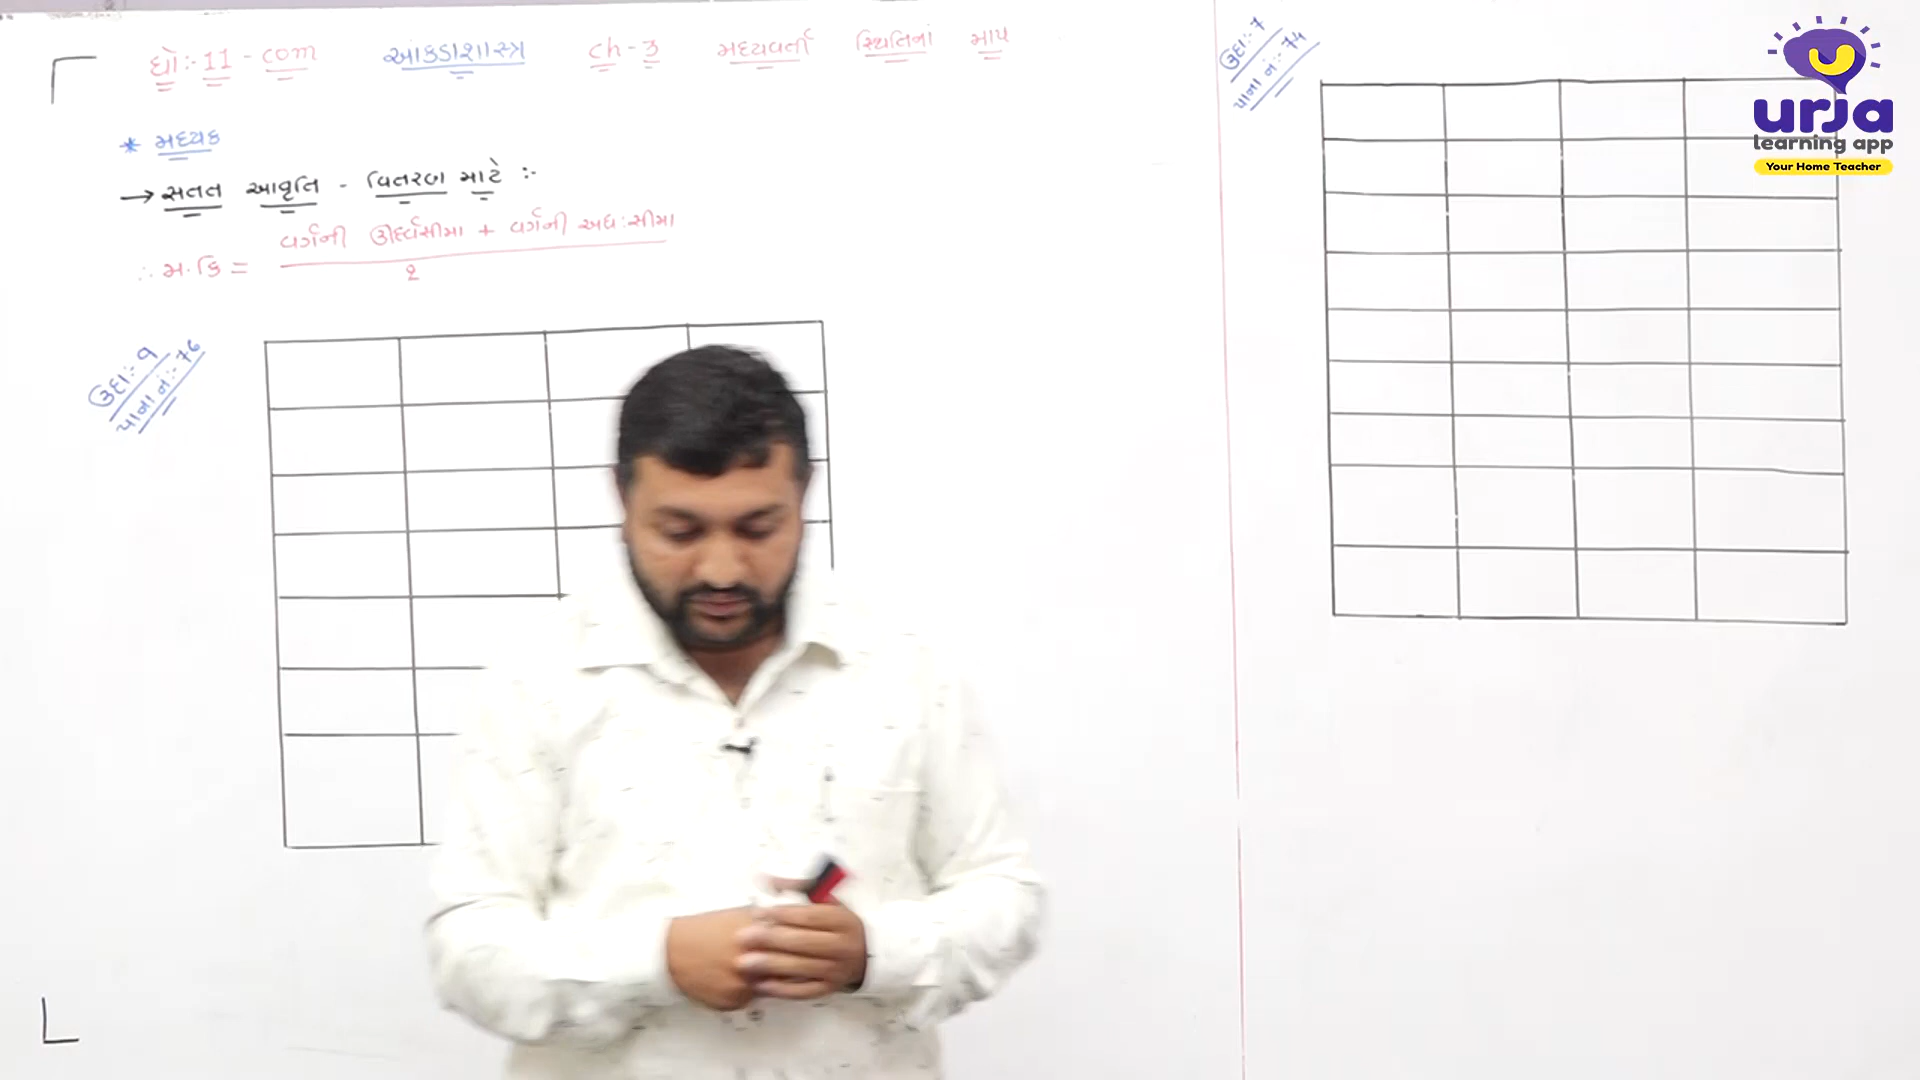 ધો:-11 - com આંકડાશાસ્ત્ર ch-3 મધ્યવર્તી સ્થિતિનાં માપ
* મધ્યક
→ સતત આવૃતિ - વિતરણ માટે :-
∴ મ.કિ = વર્ગની ઊર્ધ્વસીમા + વર્ગની અધ:સીમા
2
ઉદા:- 9
પાના નં:- 76
ઉદા:- 7
પાના નં:- 74
urja
learning app
Your Home Teacher